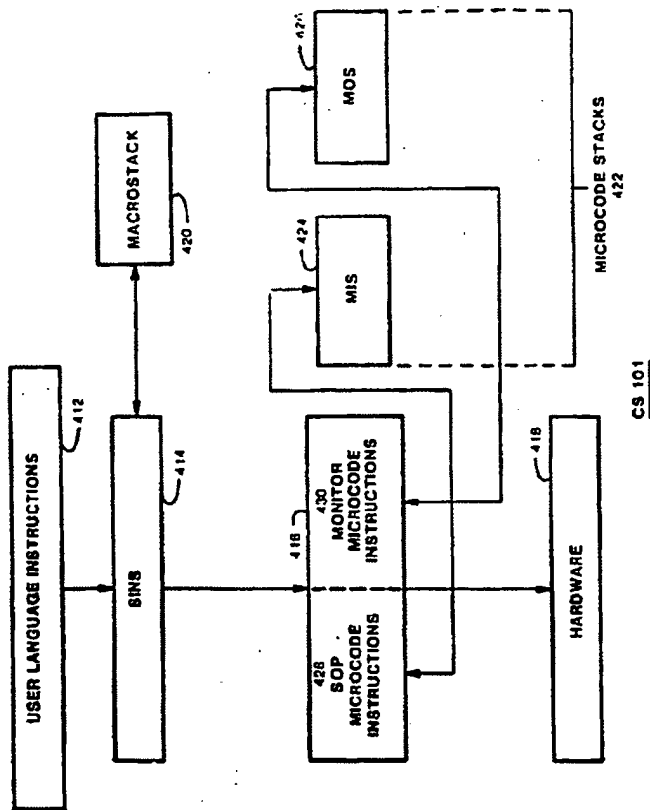 USER LANGUAGE INSTRUCTIONS
412
SINS
414
MACROSTACK
420
416
428
SOP
MICROCODE
INSTRUCTIONS
430
MONITOR
MICROCODE
INSTRUCTIONS
MIS
424
MOS
426
MICROCODE STACKS
422
HARDWARE
418
CS 101